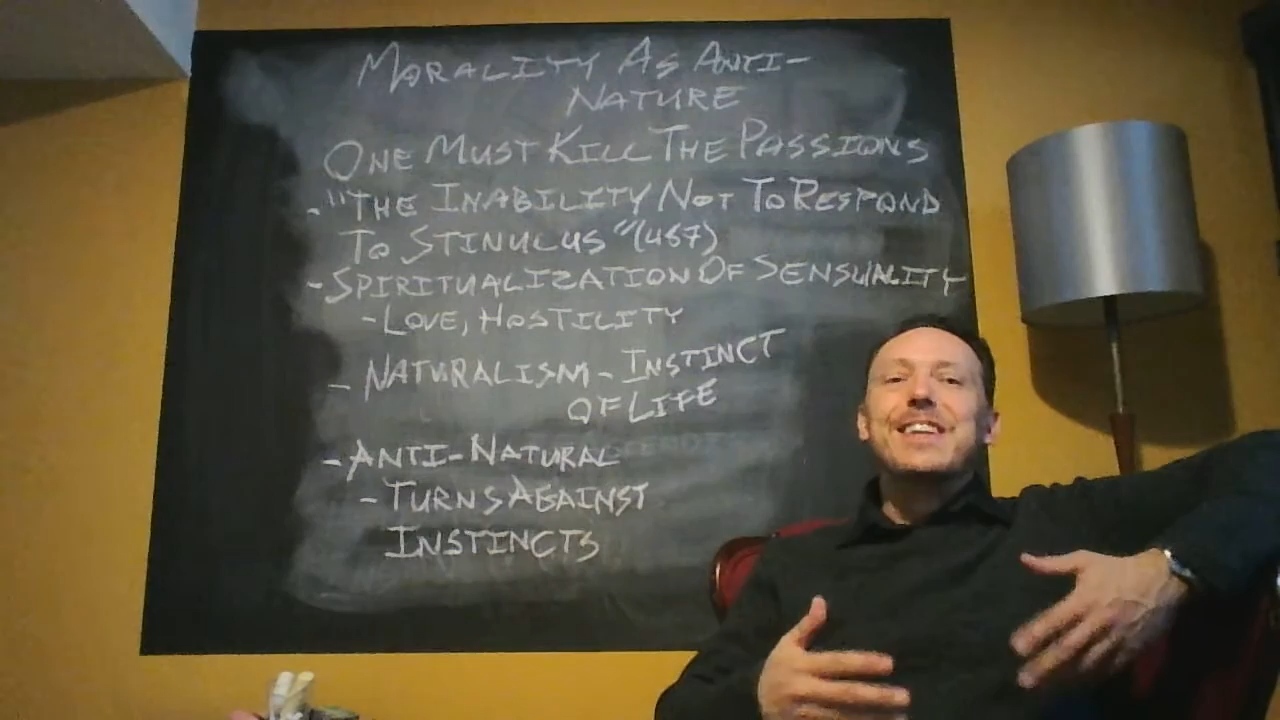 MORALITY AS ANTI-
NATURE
ONE MUST KILL THE PASSIONS
- "THE INABILITY NOT TO RESPOND
TO STINULUS" (487)
- SPIRITUALIZATION OF SENSUALITY
- LOVE, HOSTILITY
- NATURALISM - INSTINCT
OF LIFE
- ANTI-NATURAL
- TURNS AGAINST
INSTINCTS